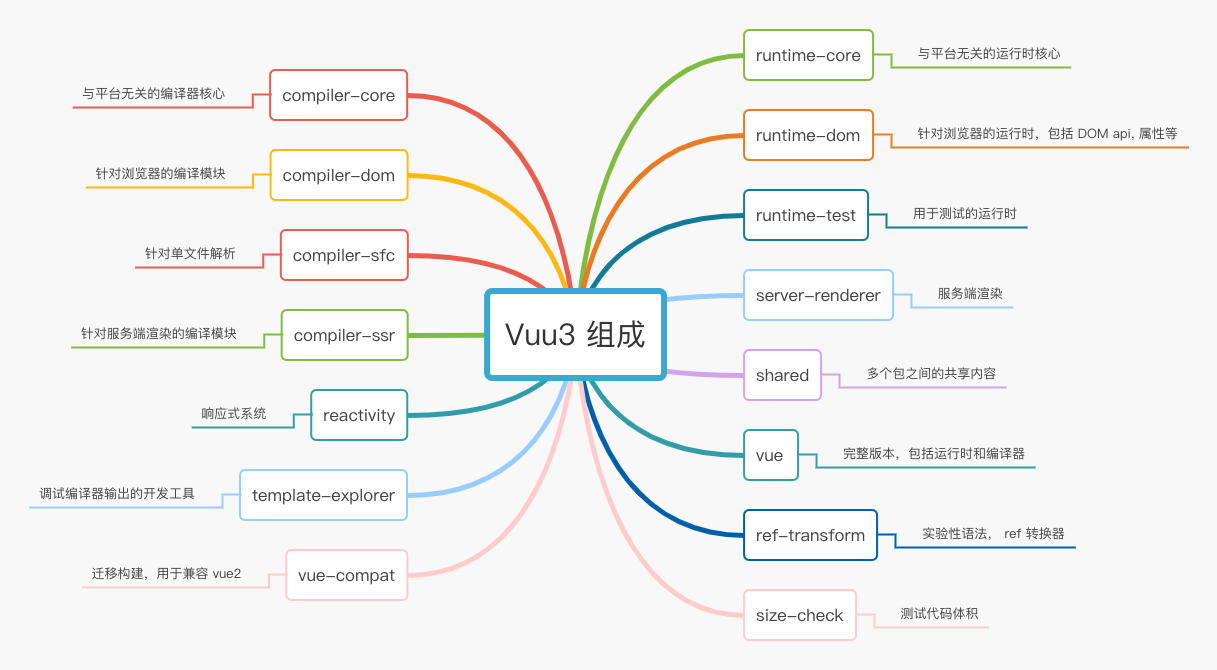 Vuu3 组成
compiler-core
与平台无关的编译器核心
compiler-dom
针对浏览器的编译模块
compiler-sfc
针对单文件解析
compiler-ssr
针对服务端渲染的编译模块
reactivity
响应式系统
template-explorer
调试编译器输出的开发工具
vue-compat
迁移构建，用于兼容 vue2
runtime-core
与平台无关的运行时核心
runtime-dom
针对浏览器的运行时，包括 DOM api, 属性等
runtime-test
用于测试的运行时
server-renderer
服务端渲染
shared
多个包之间的共享内容
vue
完整版本，包括运行时和编译器
ref-transform
实验性语法， ref 转换器
size-check
测试代码体积